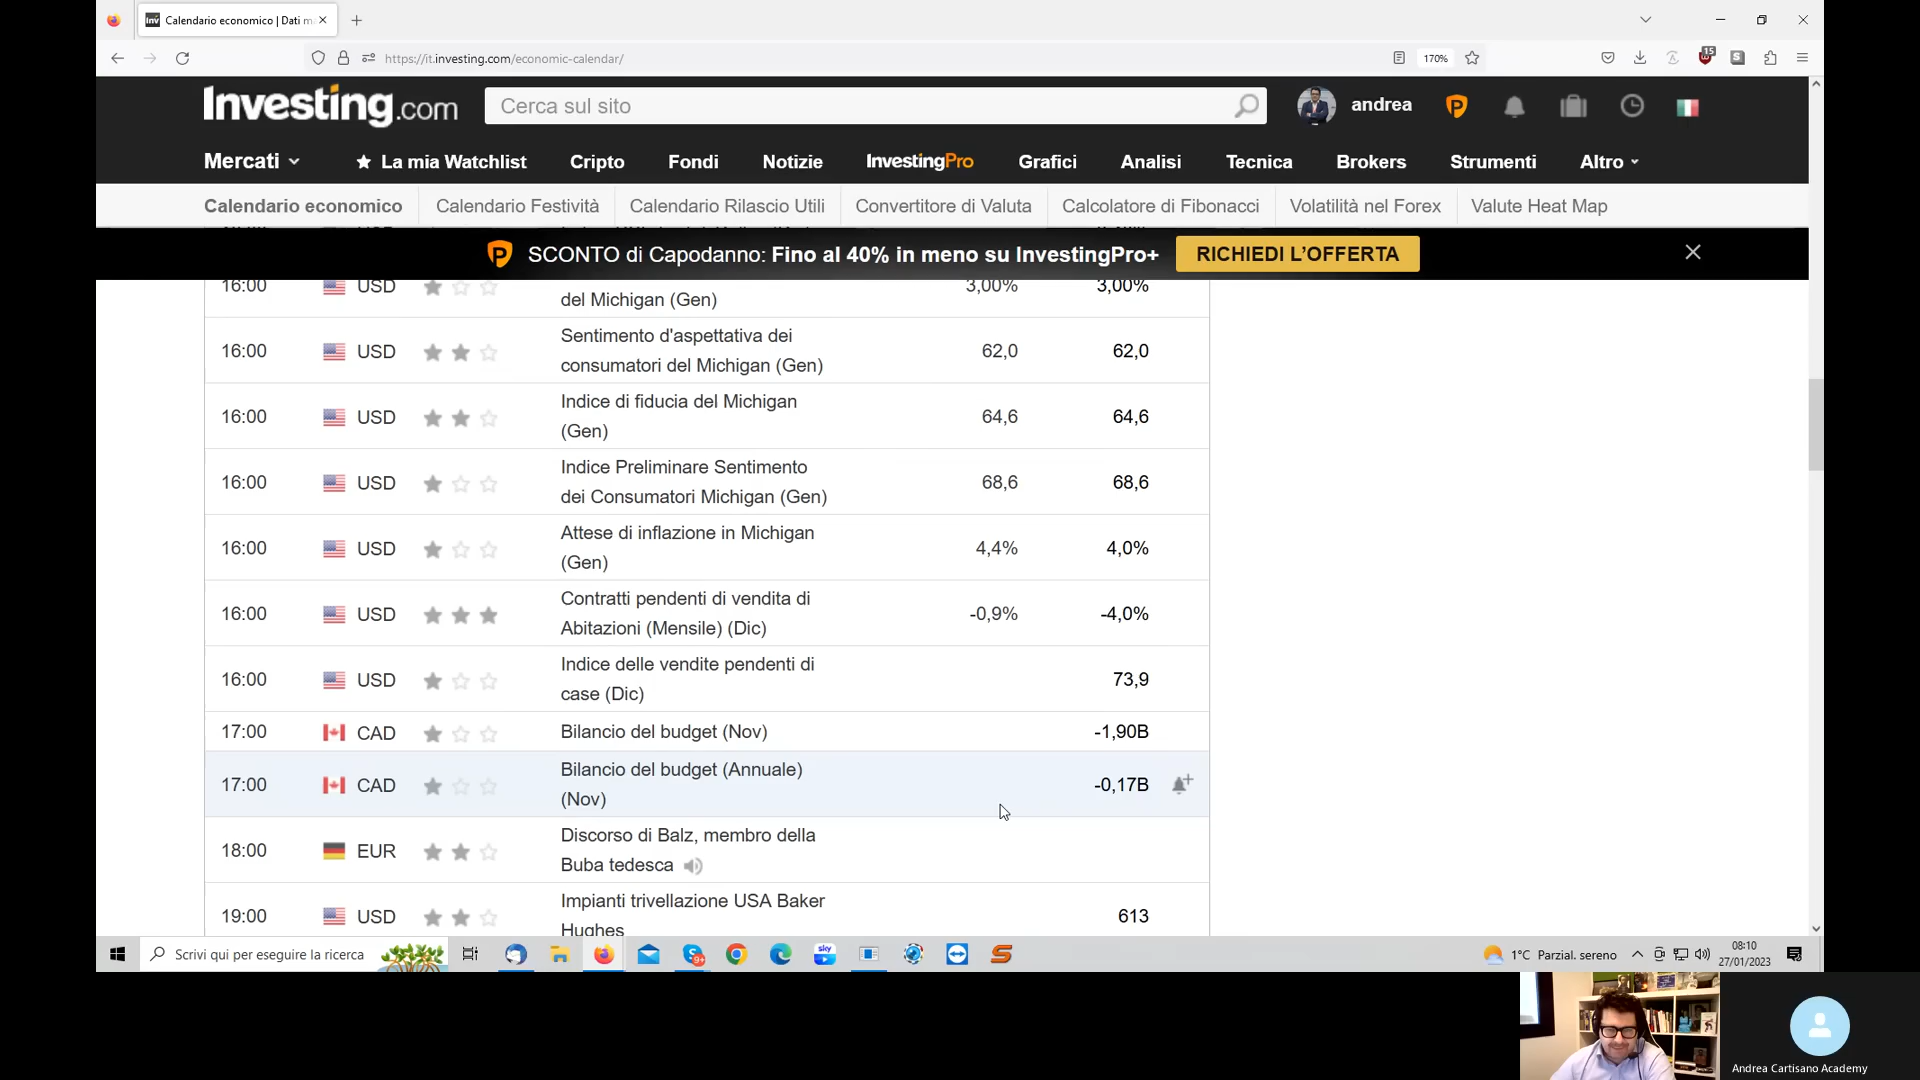 Calendario economico | Dati m
https://it.investing.com/economic-calendar/
170%
15
Investing.com
Cerca sul sito
andrea
Mercati
La mia Watchlist
Cripto
Fondi
Notizie
InvestingPro
Grafici
Analisi
Tecnica
Brokers
Strumenti
Altro
Calendario economico
Calendario Festività
Calendario Rilascio Utili
Convertitore di Valuta
Calcolatore di Fibonacci
Volatilità nel Forex
Valute Heat Map
SCONTO di Capodanno: Fino al 40% in meno su InvestingPro+
RICHIEDI L'OFFERTA
16:00 USD del Michigan (Gen) 3,00% 3,00%
16:00 USD Sentimento d'aspettativa dei 62,0 62,0
consumatori del Michigan (Gen)
16:00 USD Indice di fiducia del Michigan 64,6 64,6
(Gen)
16:00 USD Indice Preliminare Sentimento 68,6 68,6
dei Consumatori Michigan (Gen)
16:00 USD Attese di inflazione in Michigan 4,4% 4,0%
(Gen)
16:00 USD Contratti pendenti di vendita di -0,9% -4,0%
Abitazioni (Mensile) (Dic)
16:00 USD Indice delle vendite pendenti di 73,9
case (Dic)
17:00 CAD Bilancio del budget (Nov) -1,90B
17:00 CAD Bilancio del budget (Annuale) -0,17B
(Nov)
18:00 EUR Discorso di Balz, membro della
Buba tedesca
19:00 USD Impianti trivellazione USA Baker 613
Hughes
Scrivi qui per eseguire la ricerca
sky
1°C Parzial. sereno
08:10
27/01/2023
Andrea Cartisano Academy